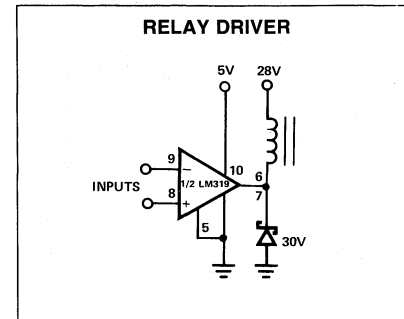 RELAY DRIVER
5V 28V
9
−
10
INPUTS
1/2 LM319
6
7
8
+
5
30V